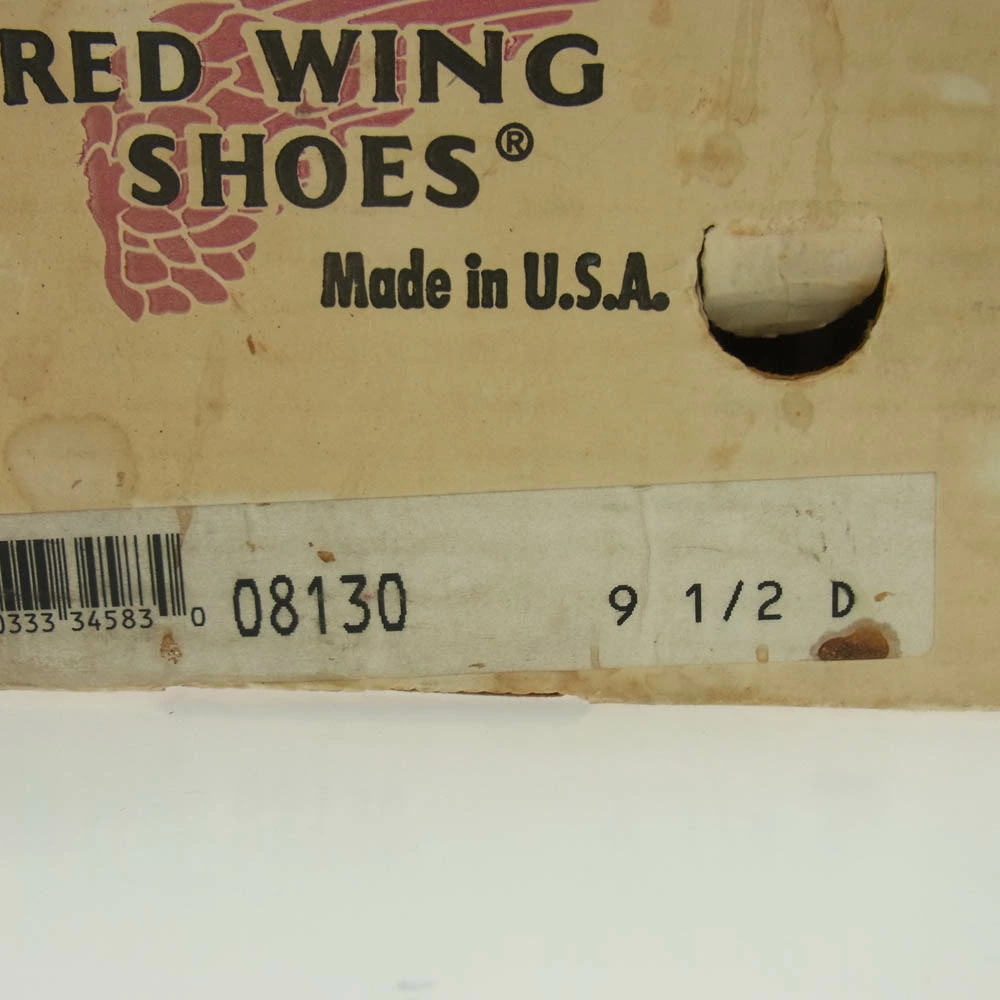 RED WING
SHOES®
Made in U.S.A.
08130 9 1/2 D
0333 34583 0